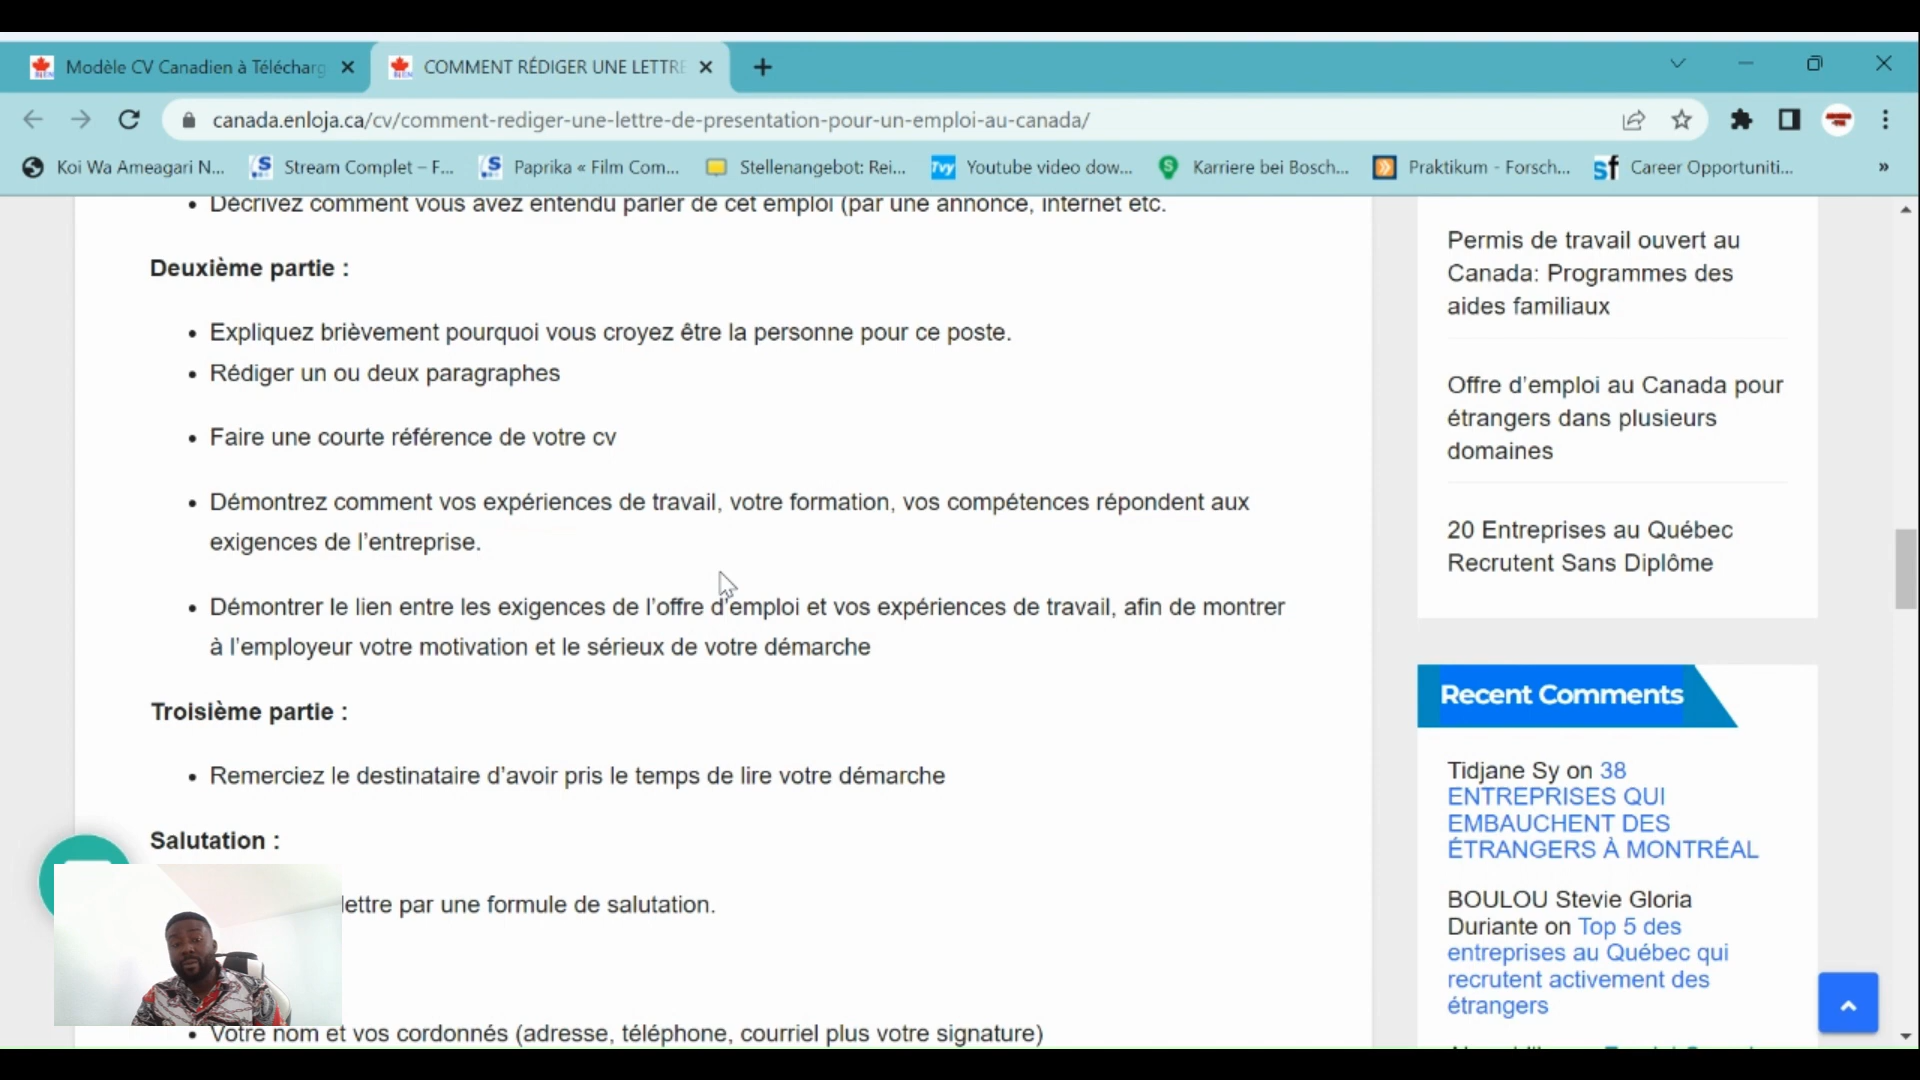 Modèle CV Canadien à Télécharg
COMMENT RÉDIGER UNE LETTRE
canada.enloja.ca/cv/comment-rediger-une-lettre-de-presentation-pour-un-emploi-au-canada/
Koi Wa Ameagari N...
Stream Complet – F...
Paprika « Film Com...
Stellenangebot: Rei...
Youtube video dow...
Karriere bei Bosch...
Praktikum - Forsch...
Career Opportuniti...
»
• Décrivez comment vous avez entendu parler de cet emploi (par une annonce, internet etc.
Deuxième partie :
• Expliquez brièvement pourquoi vous croyez être la personne pour ce poste.
• Rédiger un ou deux paragraphes
• Faire une courte référence de votre cv
• Démontrez comment vos expériences de travail, votre formation, vos compétences répondent aux
exigences de l’entreprise.
• Démontrer le lien entre les exigences de l’offre d’emploi et vos expériences de travail, afin de montrer
à l’employeur votre motivation et le sérieux de votre démarche
Troisième partie :
• Remerciez le destinataire d’avoir pris le temps de lire votre démarche
Salutation :
lettre par une formule de salutation.
• Votre nom et vos cordonnés (adresse, téléphone, courriel plus votre signature)
Permis de travail ouvert au
Canada: Programmes des
aides familiaux
Offre d’emploi au Canada pour
étrangers dans plusieurs
domaines
20 Entreprises au Québec
Recrutent Sans Diplôme
Recent Comments
Tidjane Sy on 38
ENTREPRISES QUI
EMBAUCHENT DES
ÉTRANGERS À MONTRÉAL
BOULOU Stevie Gloria
Duriante on Top 5 des
entreprises au Québec qui
recrutent activement des
étrangers